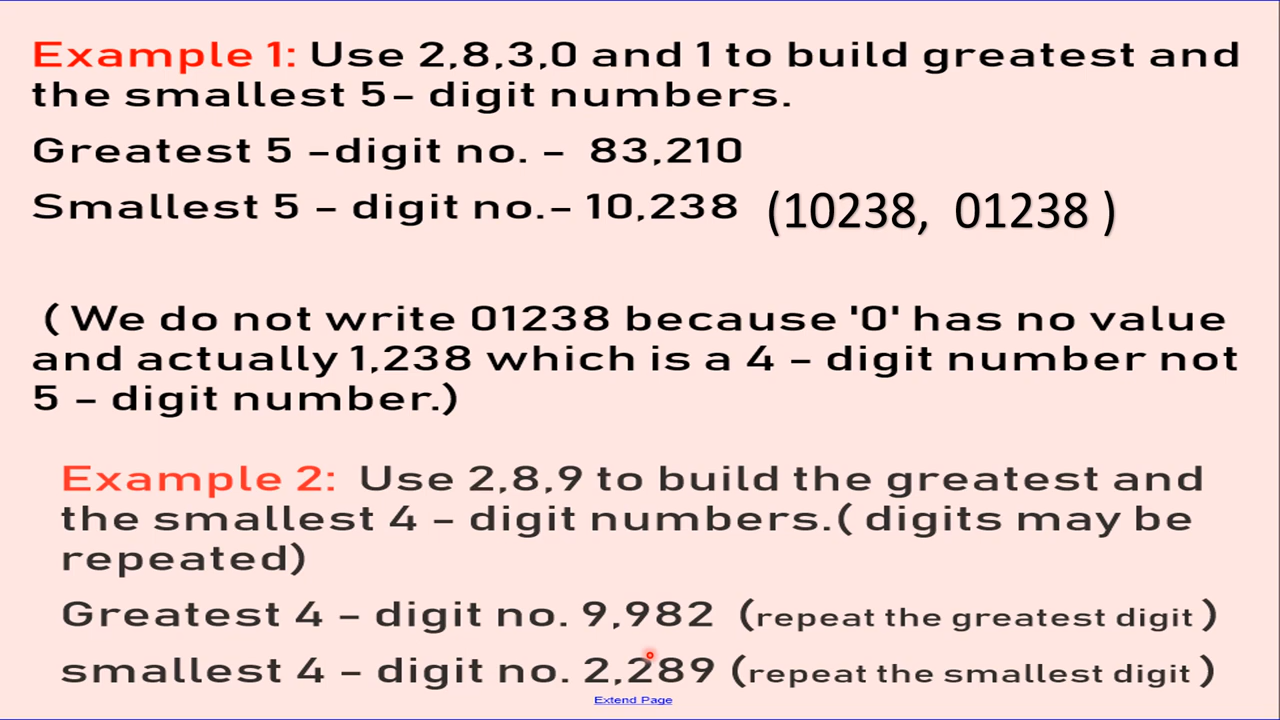 Example 1: Use 2,8,3,0 and 1 to build greatest and
the smallest 5– digit numbers.
Greatest 5 –digit no. – 83,210
Smallest 5 – digit no.– 10,238 (10238, 01238 )
( We do not write 01238 because '0' has no value
and actually 1,238 which is a 4 – digit number not
5 – digit number.)
Example 2: Use 2,8,9 to build the greatest and
the smallest 4 – digit numbers.( digits may be
repeated)
Greatest 4 – digit no. 9,982 (repeat the greatest digit )
smallest 4 – digit no. 2,289 (repeat the smallest digit )
Extend Page